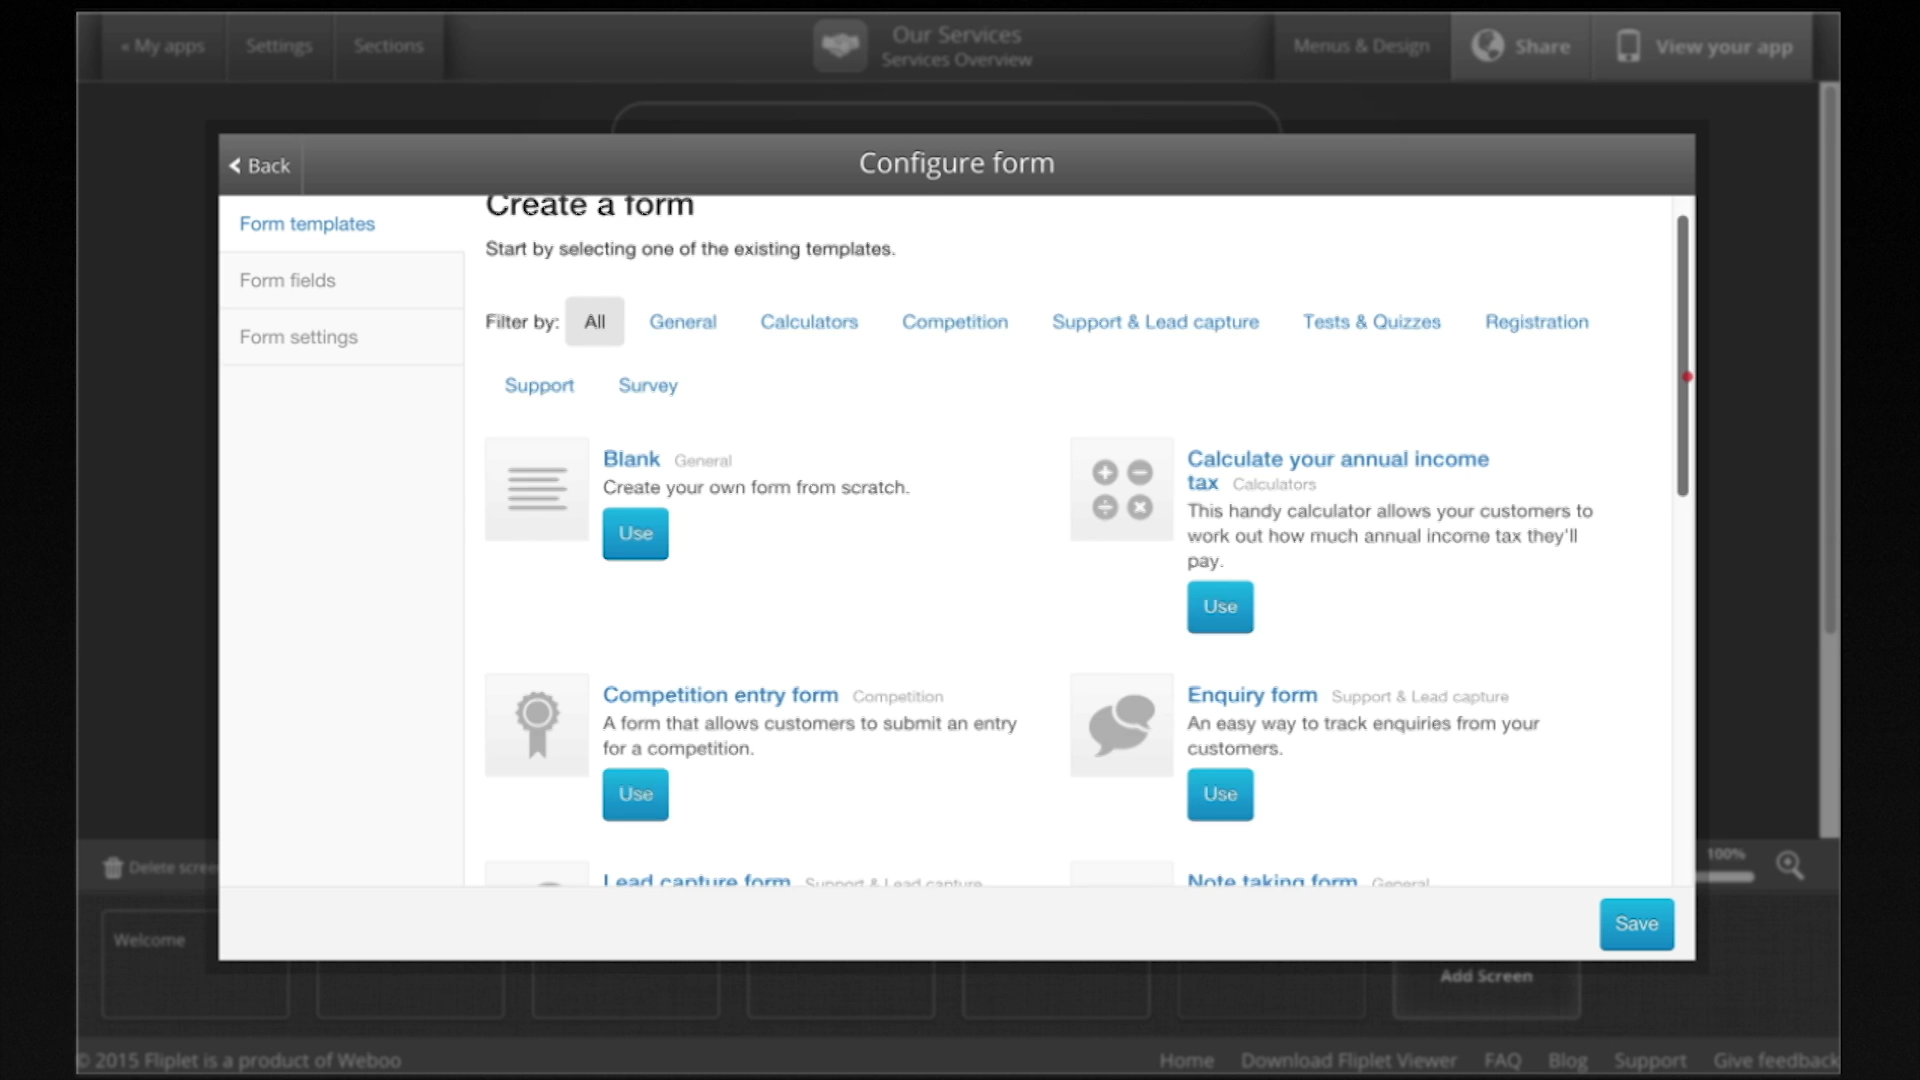 « My apps
Settings
Sections
Our Services
Services Overview
Menus & Design
Share
View your app
Back
Configure form
Form templates
Form fields
Form settings
Create a form
Start by selecting one of the existing templates.
Filter by: All General Calculators Competition Support & Lead capture Tests & Quizzes Registration
Support Survey
Blank General
Create your own form from scratch.
Use
Calculate your annual income
tax Calculators
This handy calculator allows your customers to
work out how much annual income tax they'll
pay.
Use
Competition entry form Competition
A form that allows customers to submit an entry
for a competition.
Use
Enquiry form Support & Lead capture
An easy way to track enquiries from your
customers.
Use
Lead capture form Support & Lead capture
Note taking form General
Save
Delete scree
100%
Welcome
Add Screen
© 2015 Fliplet is a product of Weboo
Home Download Fliplet Viewer FAQ Blog Support Give feedback